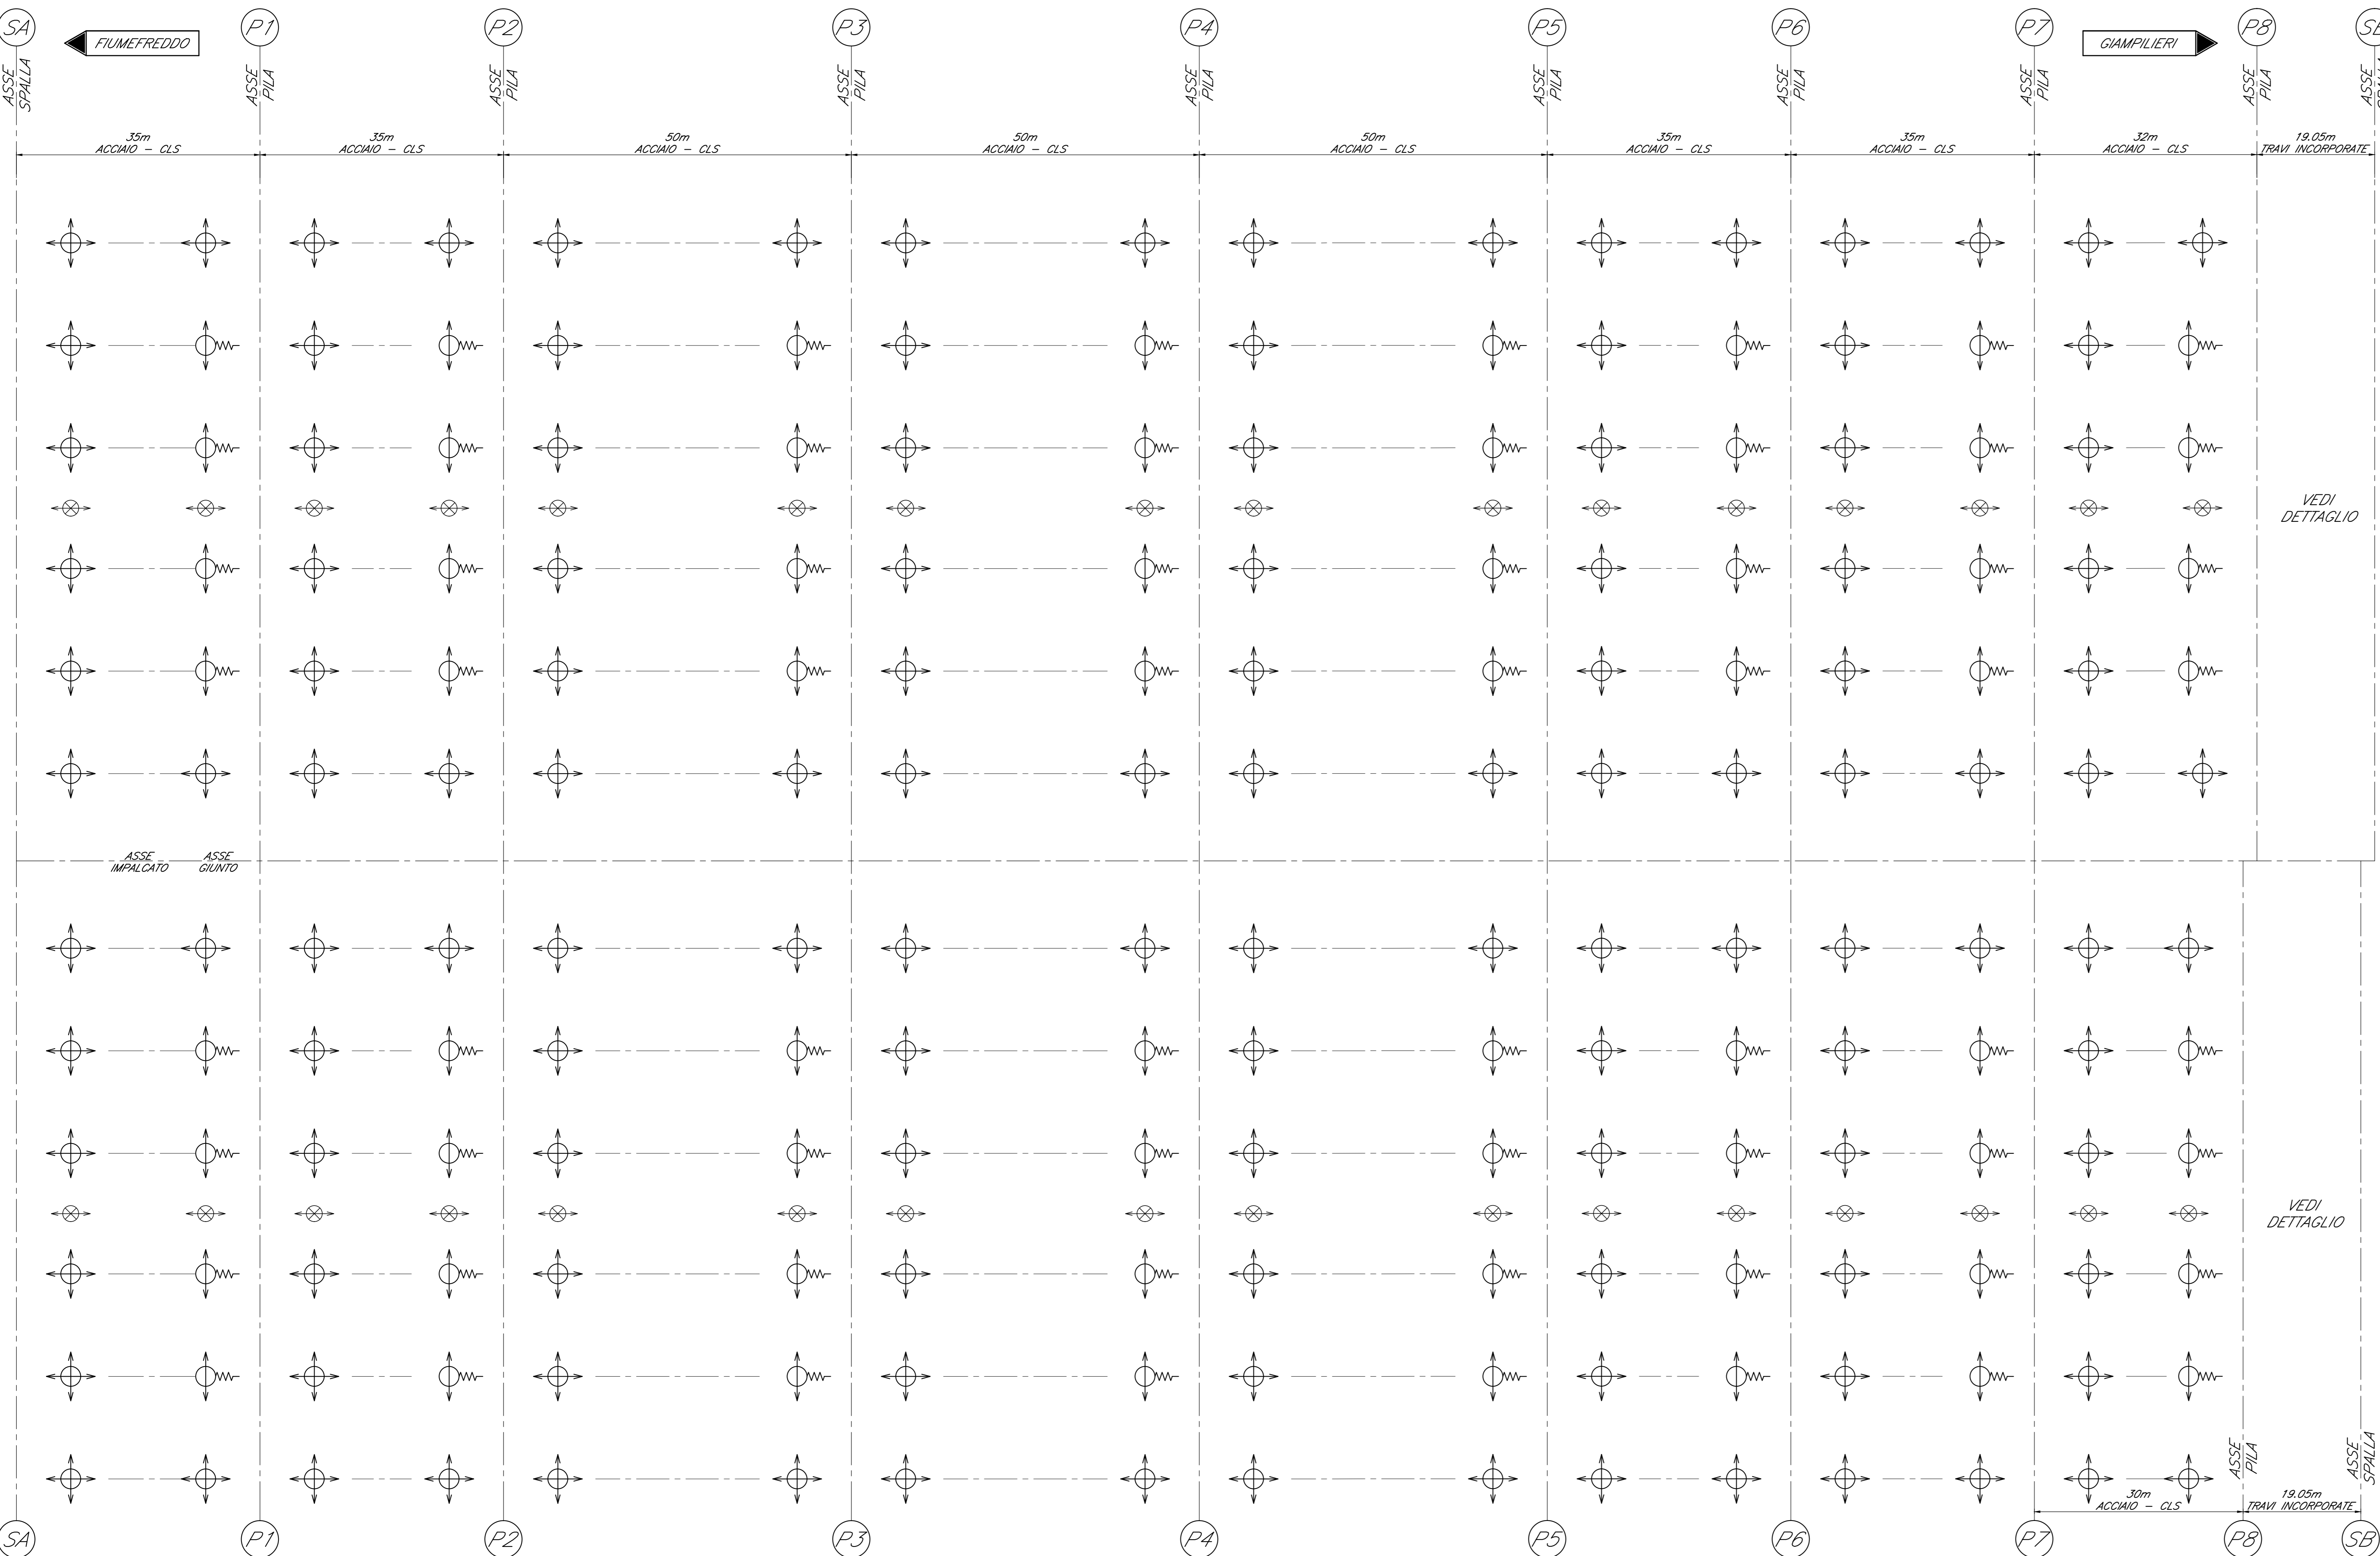 SA
P1
P2
P3
P4
P5
P6
P7
P8
FIUMEFREDDO
GIAMPILIERI
ASSE
SPALLA
ASSE
PILA
ASSE
PILA
ASSE
PILA
ASSE
PILA
ASSE
PILA
ASSE
PILA
ASSE
PILA
ASSE
PILA
ASSE
35m
ACCIAIO - CLS
35m
ACCIAIO - CLS
50m
ACCIAIO - CLS
50m
ACCIAIO - CLS
50m
ACCIAIO - CLS
35m
ACCIAIO - CLS
35m
ACCIAIO - CLS
32m
ACCIAIO - CLS
19.05m
TRAVI INCORPORATE
VEDI
DETTAGLIO
ASSE
IMPALCATO
ASSE
GIUNTO
VEDI
DETTAGLIO
ASSE
PILA
ASSE
SPALLA
30m
ACCIAIO - CLS
19.05m
TRAVI INCORPORATE
SA
P1
P2
P3
P4
P5
P6
P7
P8
SB